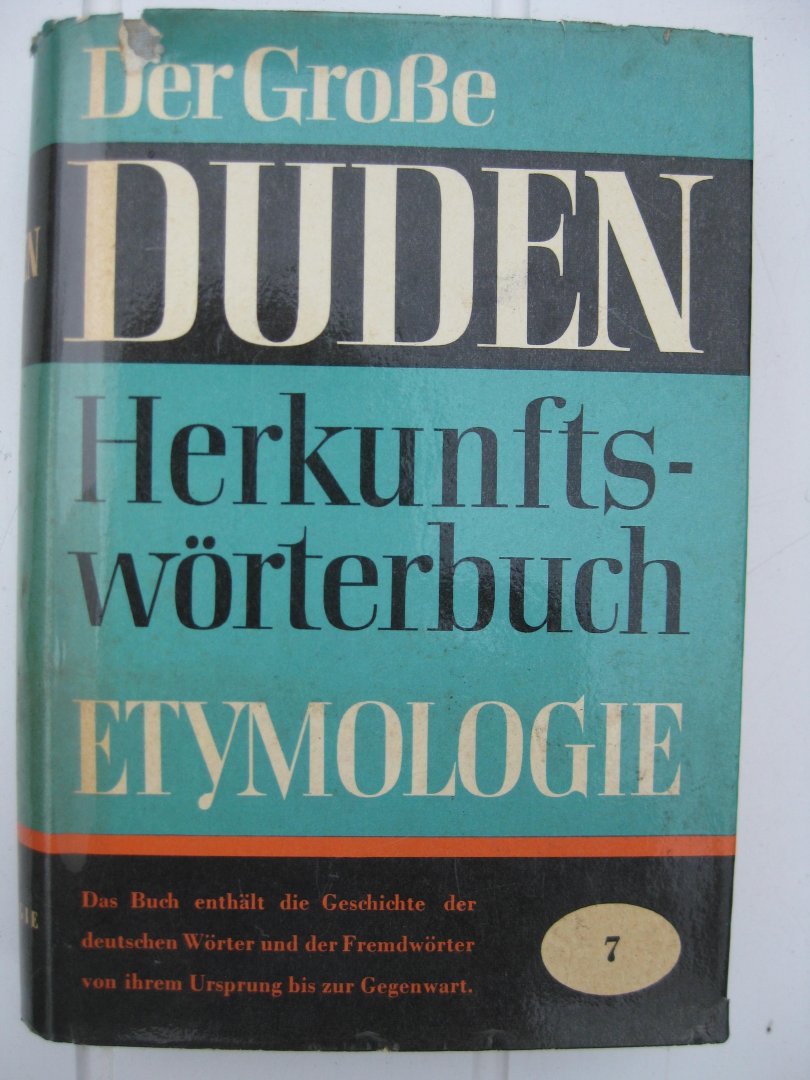 Der Große
DUDEN
Herkunfts-
wörterbuch
ETYMOLOGIE
Das Buch enthält die Geschichte der
deutschen Wörter und der Fremdwörter
von ihrem Ursprung bis zur Gegenwart.
7